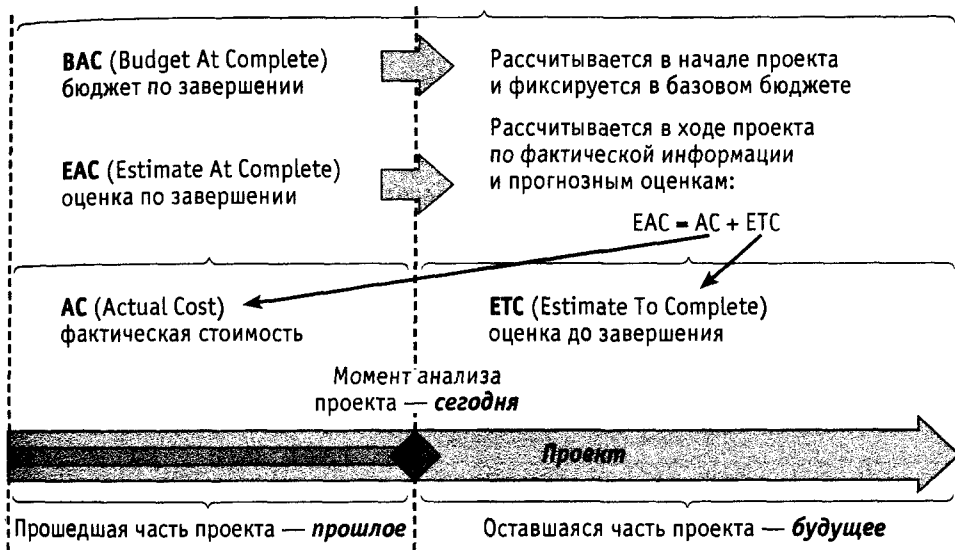 BAC (Budget At Complete)
бюджет по завершении
Рассчитывается в начале проекта
и фиксируется в базовом бюджете
EAC (Estimate At Complete)
оценка по завершении
Рассчитывается в ходе проекта
по фактической информации
и прогнозным оценкам:
EAC = AC + ETC
AC (Actual Cost)
фактическая стоимость
ETC (Estimate To Complete)
оценка до завершения
Момент анализа
проекта — сегодня
Проект
Прошедшая часть проекта — прошлое
Оставшаяся часть проекта — будущее